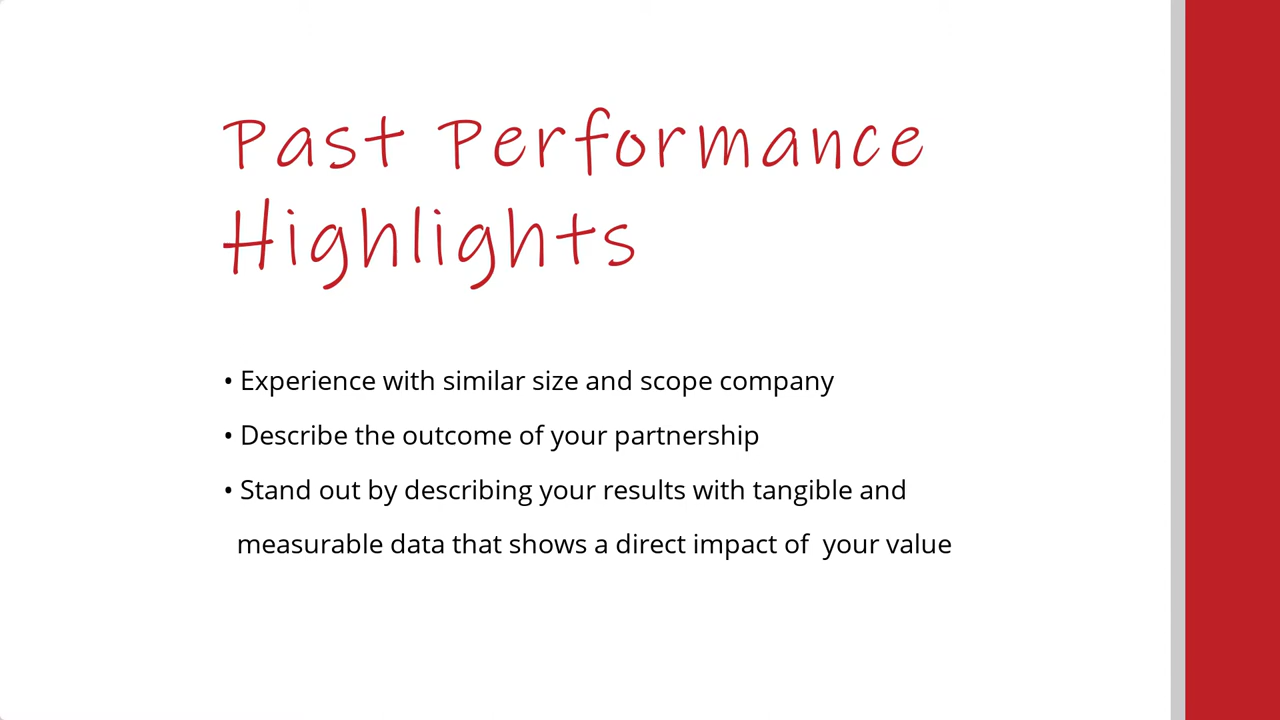 Past Performance
Highlights
• Experience with similar size and scope company
• Describe the outcome of your partnership
• Stand out by describing your results with tangible and
measurable data that shows a direct impact of  your value